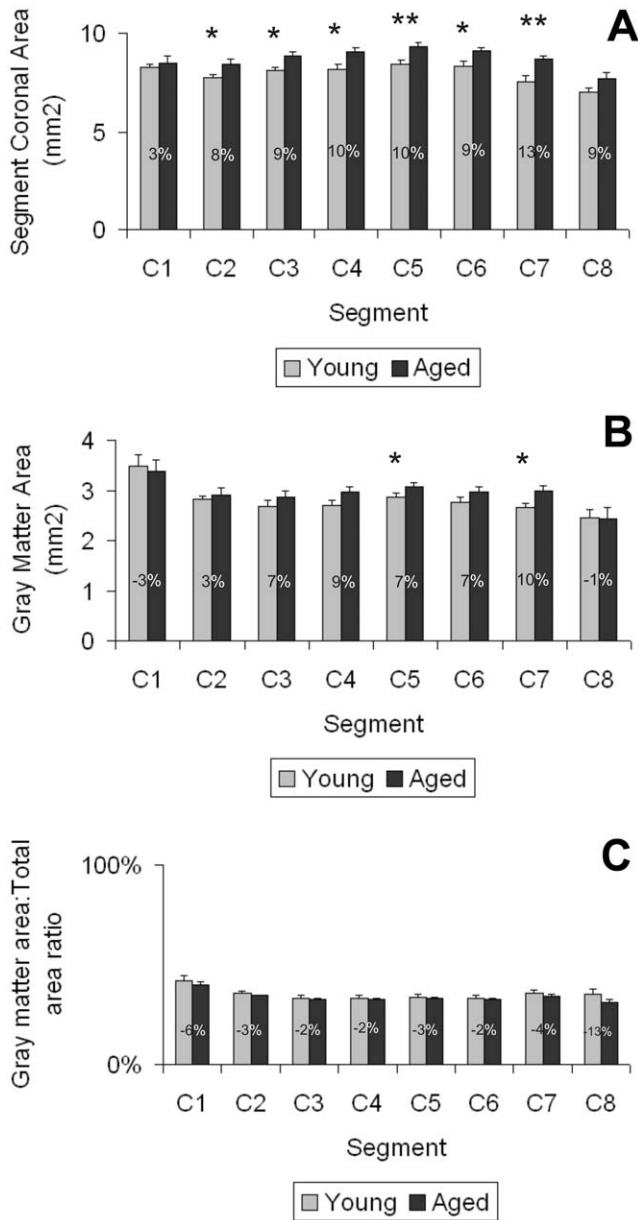 A
Segment Coronal Area
(mm2)
10
5
0
* * * ** * **
3% 8% 9% 10% 10% 9% 13% 9%
C1 C2 C3 C4 C5 C6 C7 C8
Segment
Young Aged
B
Gray Matter Area
(mm2)
4
3
2
1
0
* *
-3% 3% 7% 9% 7% 7% 10% -1%
C1 C2 C3 C4 C5 C6 C7 C8
Segment
Young Aged
C
Gray matter area:Total
area ratio
100%
0%
-6% -3% -2% -2% -3% -2% -4% -13%
C1 C2 C3 C4 C5 C6 C7 C8
Segment
Young Aged